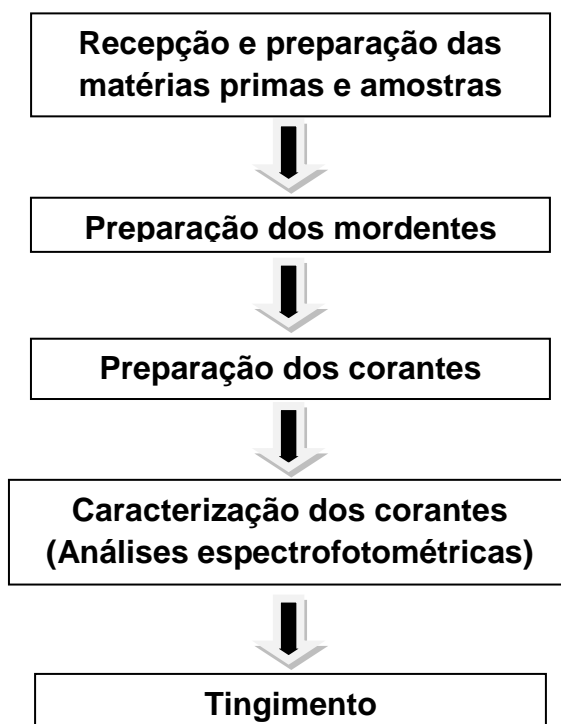 Recepção e preparação das
matérias primas e amostras
Preparação dos mordentes
Preparação dos corantes
Caracterização dos corantes
(Análises espectrofotométricas)
Tingimento